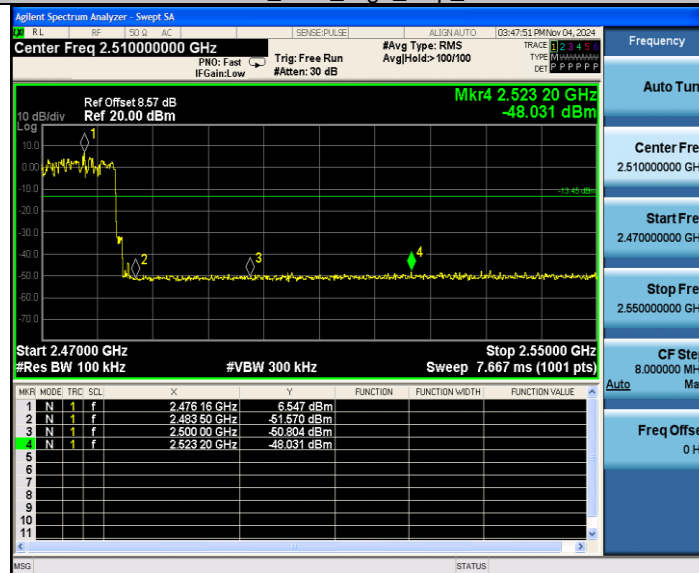 Agilent Spectrum Analyzer - Swept SA
RL RF 50 Ω AC SENSE:PULSE ALIGN AUTO 03:47:51 PM Nov 04, 2024
Center Freq 2.510000000 GHz
PNO: Fast
IFGain:Low
Trig: Free Run
#Atten: 30 dB
#Avg Type: RMS
Avg|Hold:>100/100
TRACE 1 2 3 4 5 6
TYPE M
DET P P P P P P
Frequency
Ref Offset 8.57 dB
10 dB/div Ref 20.00 dBm
Log
Mkr4 2.523 20 GHz
-48.031 dBm
10.0
0.00
-10.0
-20.0
-30.0
-40.0
-50.0
-60.0
-70.0
1
2
3
4
-13.45 dBm
Start 2.47000 GHz Stop 2.55000 GHz
#Res BW 100 kHz #VBW 300 kHz Sweep 7.667 ms (1001 pts)
MKR MODE TRC SCL X Y FUNCTION FUNCTION WIDTH FUNCTION VALUE
1 N 1 f 2.476 16 GHz 6.547 dBm
2 N 1 f 2.483 50 GHz -51.570 dBm
3 N 1 f 2.500 00 GHz -50.804 dBm
4 N 1 f 2.523 20 GHz -48.031 dBm
5
6
7
8
9
10
11
MSG STATUS
Auto Tun
Center Fre
2.510000000 GH
Start Fre
2.470000000 GH
Stop Fre
2.550000000 GH
CF Ste
8.000000 MH
Auto Ma
Freq Offse
0 H